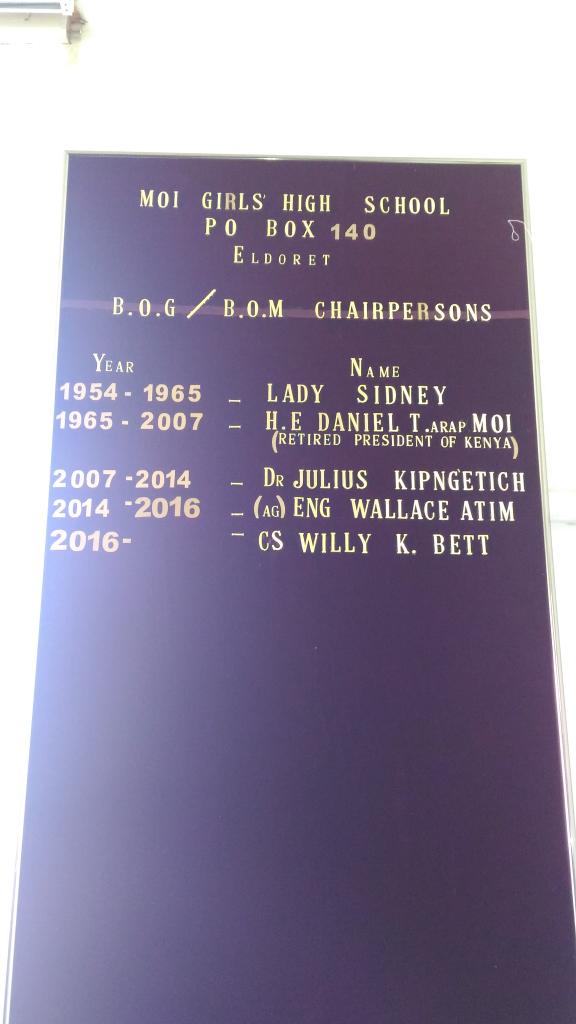 MOI GIRLS' HIGH SCHOOL
PO BOX 140
ELDORET
B.O.G / B.O.M CHAIRPERSONS
YEAR NAME
1954 - 1965 - LADY SIDNEY
1965 - 2007 - H.E DANIEL T. ARAP MOI
(RETIRED PRESIDENT OF KENYA)
2007 - 2014 - DR JULIUS KIPNG'ETICH
2014 - 2016 - (AG) ENG WALLACE ATIM
2016 - - CS WILLY K. BETT